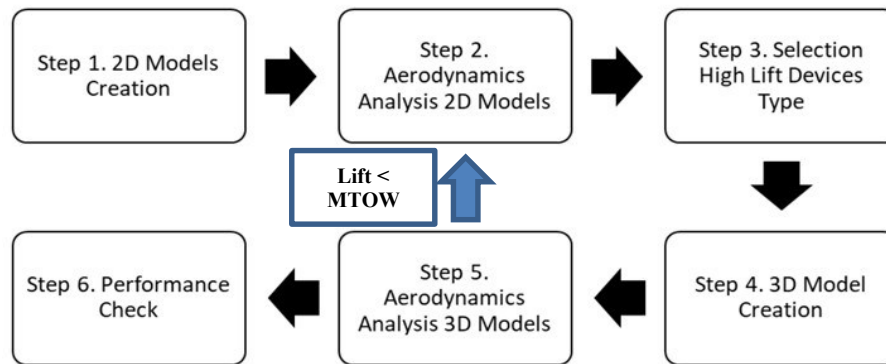 Step 1. 2D Models
Creation
Step 2.
Aerodynamics
Analysis 2D Models
Step 3. Selection
High Lift Devices
Type
Lift <
MTOW
Step 6. Performance
Check
Step 5.
Aerodynamics
Analysis 3D Models
Step 4. 3D Model
Creation